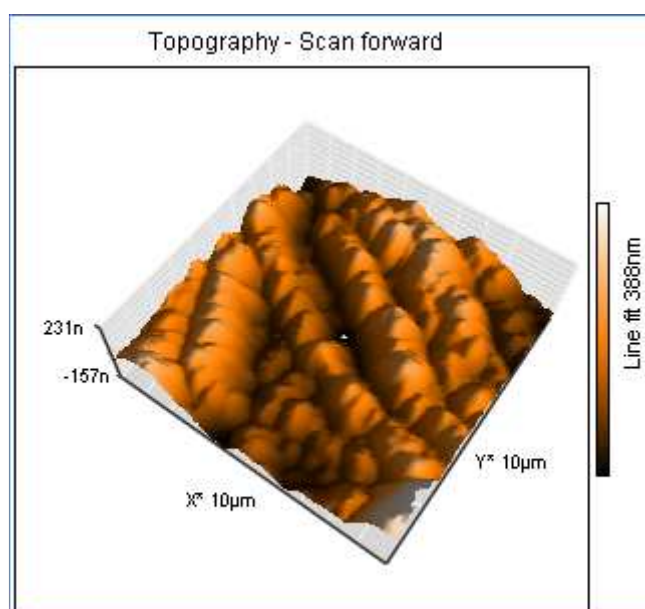 Topography - Scan forward
231n
-157n
X* 10µm
Y* 10µm
Line fit 388nm